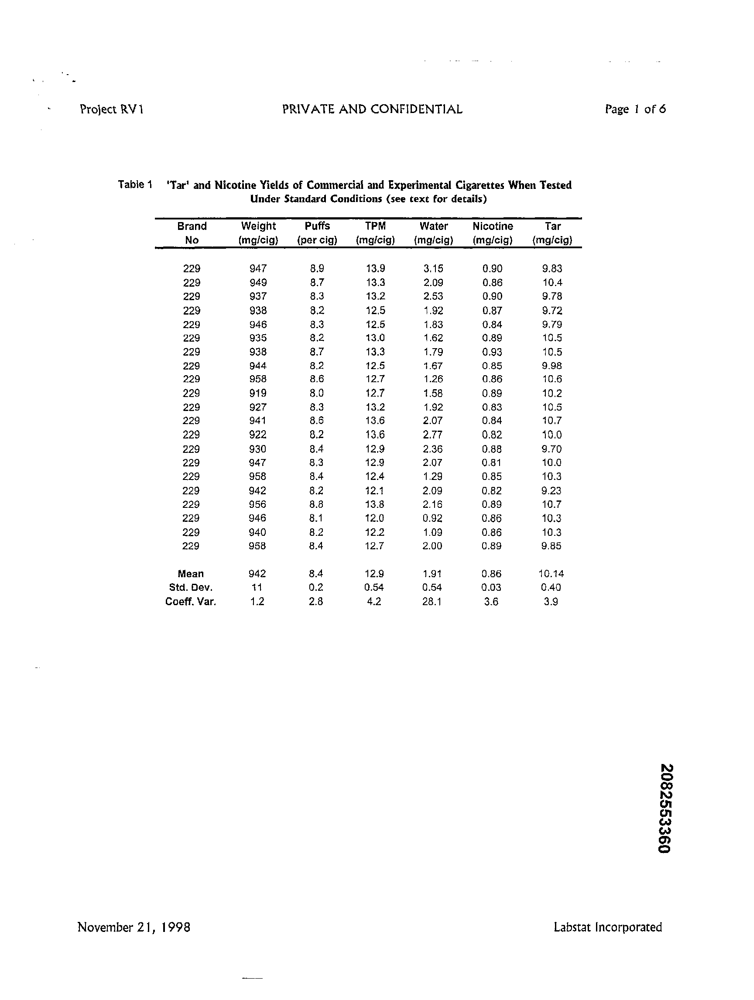 Project RV1 PRIVATE AND CONFIDENTIAL Page 1 of 6
Table 1 'Tar' and Nicotine Yields of Commercial and Experimental Cigarettes When Tested
Under Standard Conditions (see text for details)
Brand Weight Puffs TPM Water Nicotine Tar
No (mg/cig) (per cig) (mg/cig) (mg/cig) (mg/cig) (mg/cig)
229 947 8.9 13.9 3.15 0.90 9.83
229 949 8.7 13.3 2.09 0.86 10.4
229 937 8.3 13.2 2.53 0.90 9.78
229 938 8.2 12.5 1.92 0.87 9.72
229 946 8.3 12.5 1.83 0.84 9.79
229 935 8.2 13.0 1.62 0.89 10.5
229 938 8.7 13.3 1.79 0.93 10.5
229 944 8.2 12.5 1.67 0.85 9.98
229 958 8.6 12.7 1.26 0.86 10.6
229 919 8.0 12.7 1.58 0.89 10.2
229 927 8.3 13.2 1.92 0.83 10.5
229 941 8.6 13.6 2.07 0.84 10.7
229 922 8.2 13.6 2.77 0.82 10.0
229 930 8.4 12.9 2.36 0.88 9.70
229 947 8.3 12.9 2.07 0.81 10.0
229 958 8.4 12.4 1.29 0.85 10.3
229 942 8.2 12.1 2.09 0.82 9.23
229 956 8.8 13.8 2.16 0.89 10.7
229 946 8.1 12.0 0.92 0.86 10.3
229 940 8.2 12.2 1.09 0.86 10.3
229 958 8.4 12.7 2.00 0.89 9.85
Mean 942 8.4 12.9 1.91 0.86 10.14
Std. Dev. 11 0.2 0.54 0.54 0.03 0.40
Coeff. Var. 1.2 2.8 4.2 28.1 3.6 3.9
2082553360
November 21, 1998 Labstat Incorporated